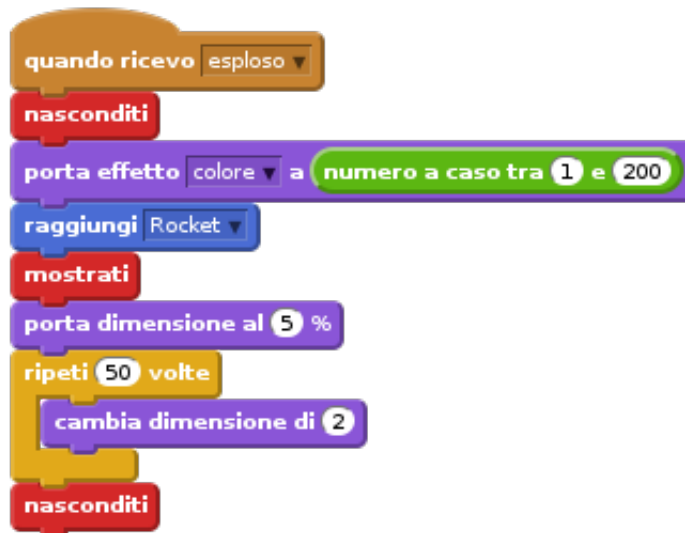 quando ricevo esploso
nasconditi
porta effetto colore a numero a caso tra 1 e 200
raggiungi Rocket
mostrati
porta dimensione al 5 %
ripeti 50 volte
cambia dimensione di 2
nasconditi